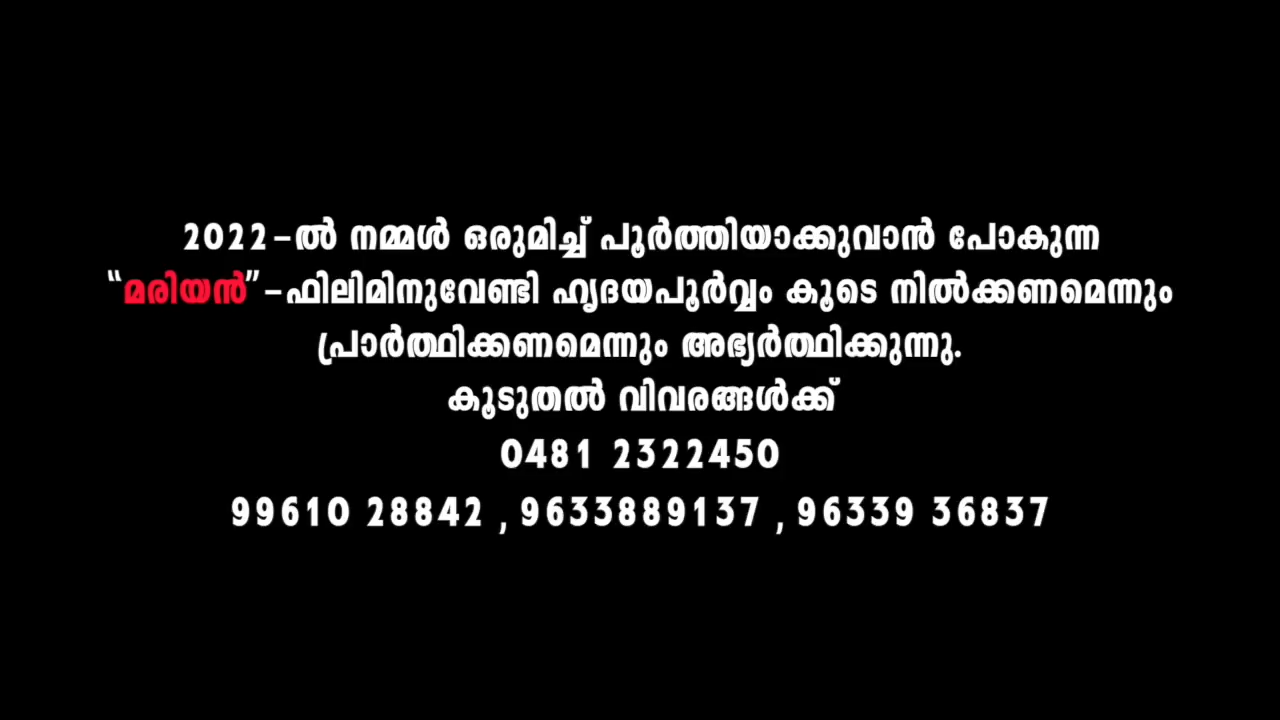 2022-ൽ നമ്മൾ ഒരുമിച്ച് പൂർത്തിയാക്കുവാൻ പോകുന്ന
“മരിയൻ”-ഫിലിമിനുവേണ്ടി ഹൃദയപൂർവ്വം കൂടെ നിൽക്കണമെന്നും
പ്രാർത്ഥിക്കണമെന്നും അഭ്യർത്ഥിക്കുന്നു.
കൂടുതൽ വിവരങ്ങൾക്ക്
0481 2322450
99610 28842 , 9633889137 , 96339 36837